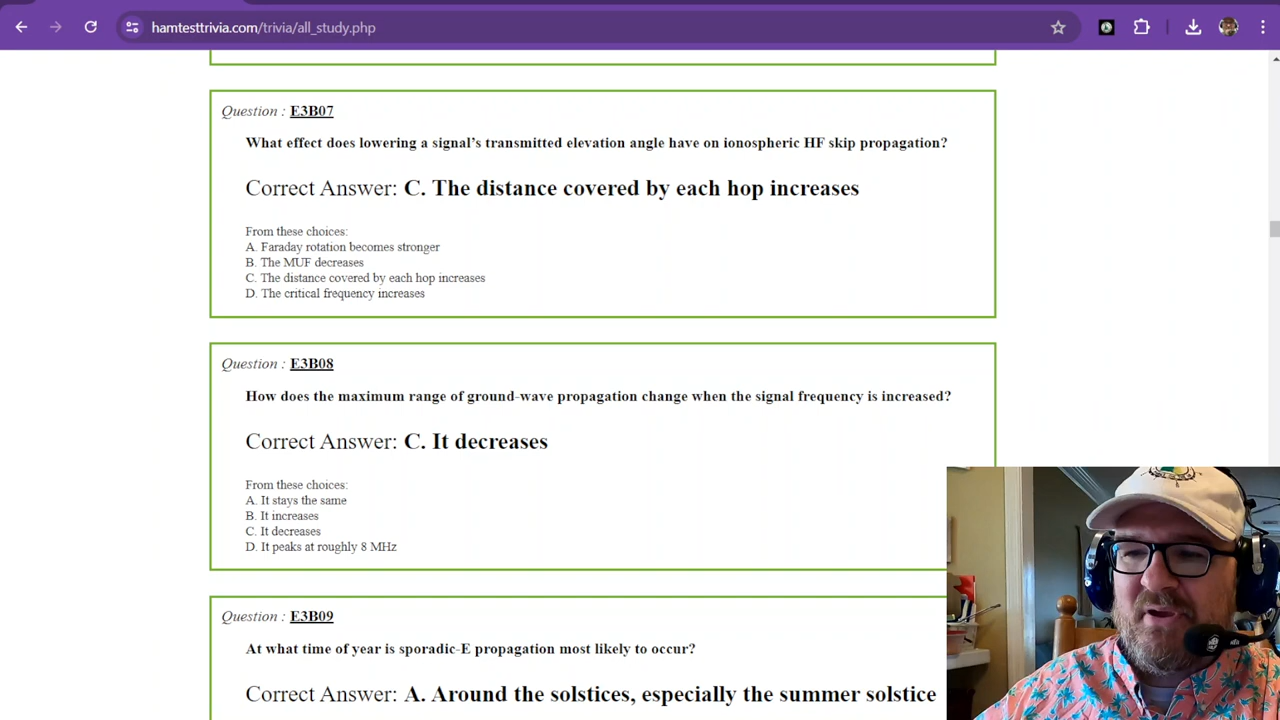 hamtesttrivia.com/trivia/all_study.php
Question : E3B07
What effect does lowering a signal’s transmitted elevation angle have on ionospheric HF skip propagation?
Correct Answer: C. The distance covered by each hop increases
From these choices:
A. Faraday rotation becomes stronger
B. The MUF decreases
C. The distance covered by each hop increases
D. The critical frequency increases
Question : E3B08
How does the maximum range of ground-wave propagation change when the signal frequency is increased?
Correct Answer: C. It decreases
From these choices:
A. It stays the same
B. It increases
C. It decreases
D. It peaks at roughly 8 MHz
Question : E3B09
At what time of year is sporadic-E propagation most likely to occur?
Correct Answer: A. Around the solstices, especially the summer solstice